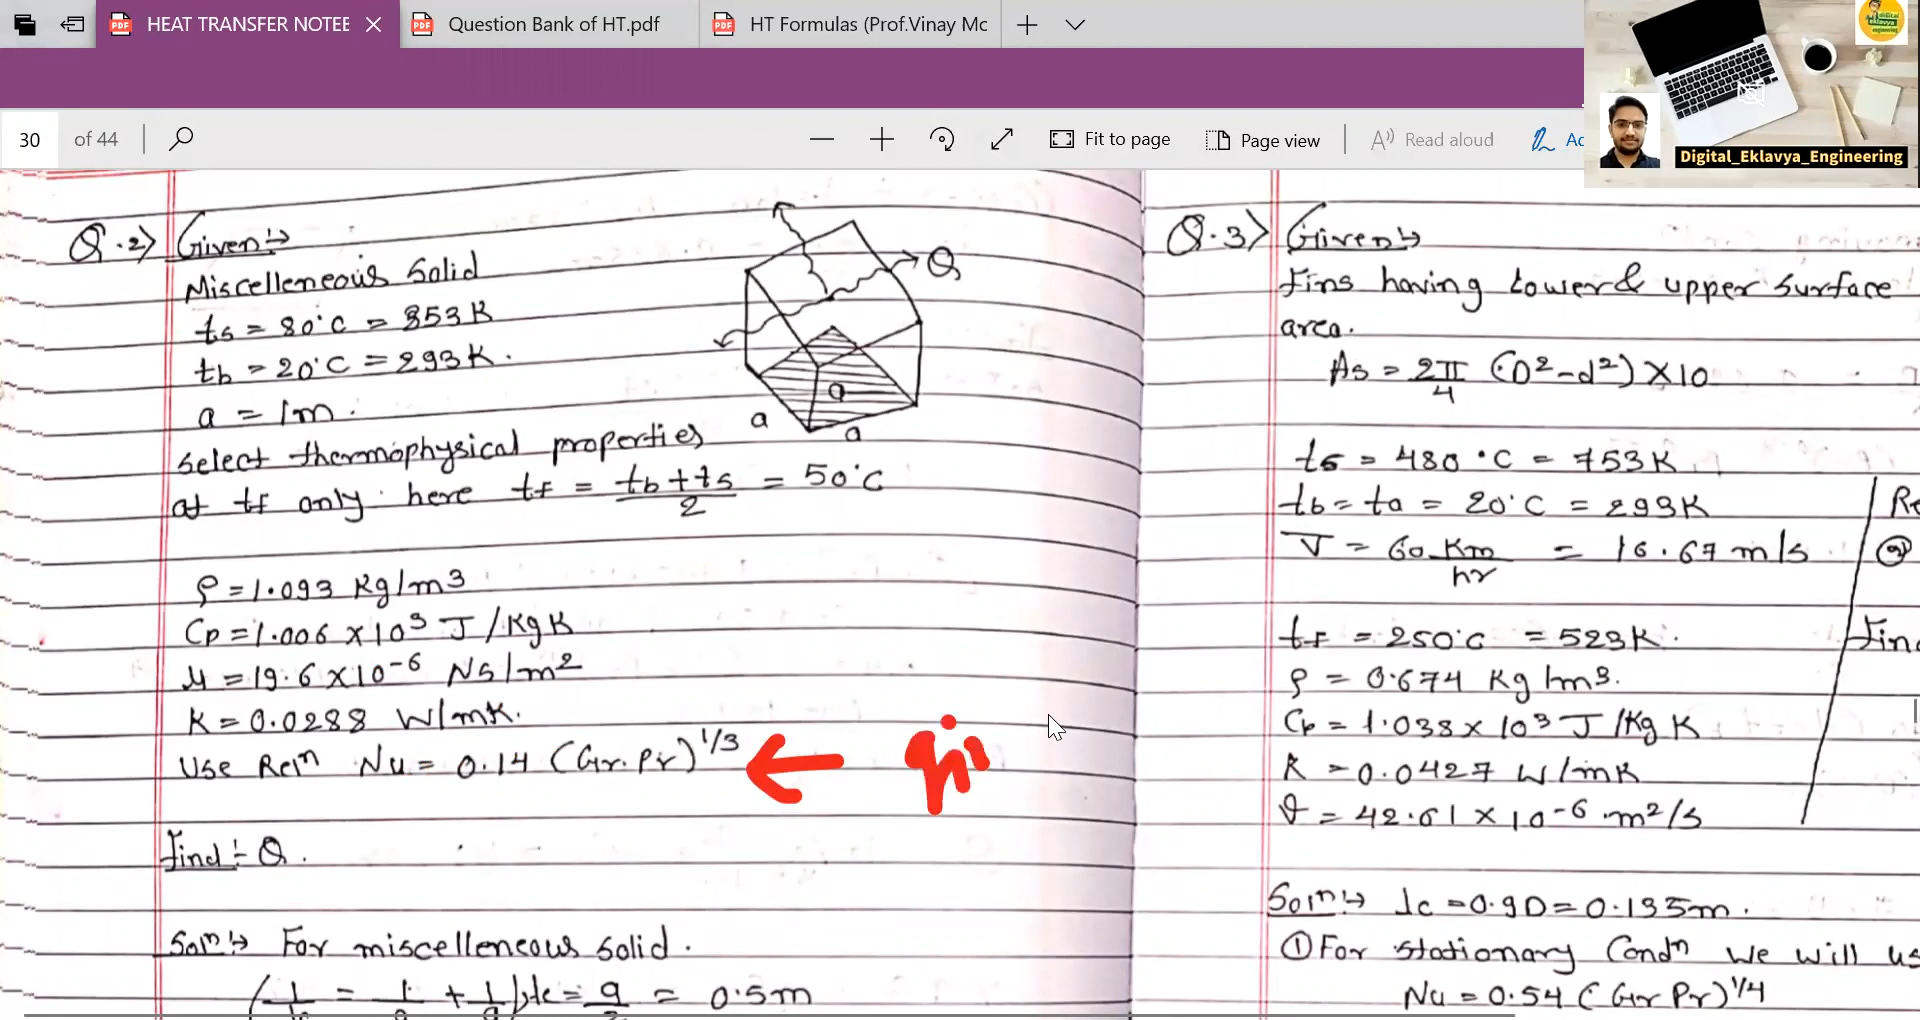 HEAT TRANSFER NOTEE
Question Bank of HT.pdf
HT Formulas (Prof.Vinay Mc
30 of 44
Fit to page
Page view
Read aloud
Digital_Eklavya_Engineering
Q.2) Given:→
Miscelleneous Solid
ts = 80°C = 353K
tb = 20°C = 293K.
a = 1m.
select thermophysical properties
at tf only. here tf = (tb+ts)/2 = 50°C
ρ = 1.093 Kg/m3
Cp = 1.006 x 10³ J/KgK
μ = 19.6 x 10⁻⁶ NS/m2
K = 0.0288 W/mK.
Use Relⁿ Nu = 0.14 (Gr.Pr)^1/3 ←
Find:- Q.
Solⁿ:→ For miscelleneous solid.
= 0.5m
Q
a
a
a
Q.3) Given:→
Fins having lower & upper surface
area.
As = 2π/4 (D²-d²) x 10
ts = 480°C = 753K
tb = ta = 20°C = 293K
V = 60 Km/hr = 16.67 m/s
tf = 250°C = 523K.
ρ = 0.674 Kg/m3.
Cp = 1.038 x 10³ J/Kg K
K = 0.0427 W/mK
ϑ = 42.61 x 10⁻⁶ m²/s
Solⁿ:→ lc = 0.9D = 0.135m.
① For stationary Condⁿ we will us
Nu = 0.54 (Gr Pr)^1/4